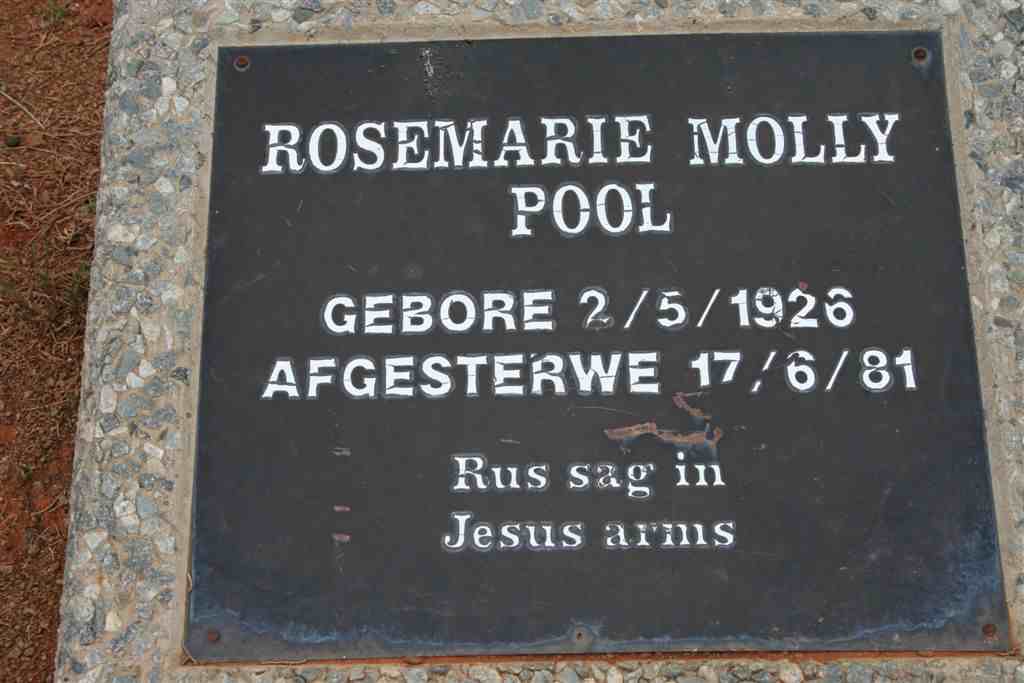 ROSEMARIE MOLLY
POOL
GEBORE 2/5/1926
AFGESTERWE 17/6/81
Rus sag in
Jesus arms